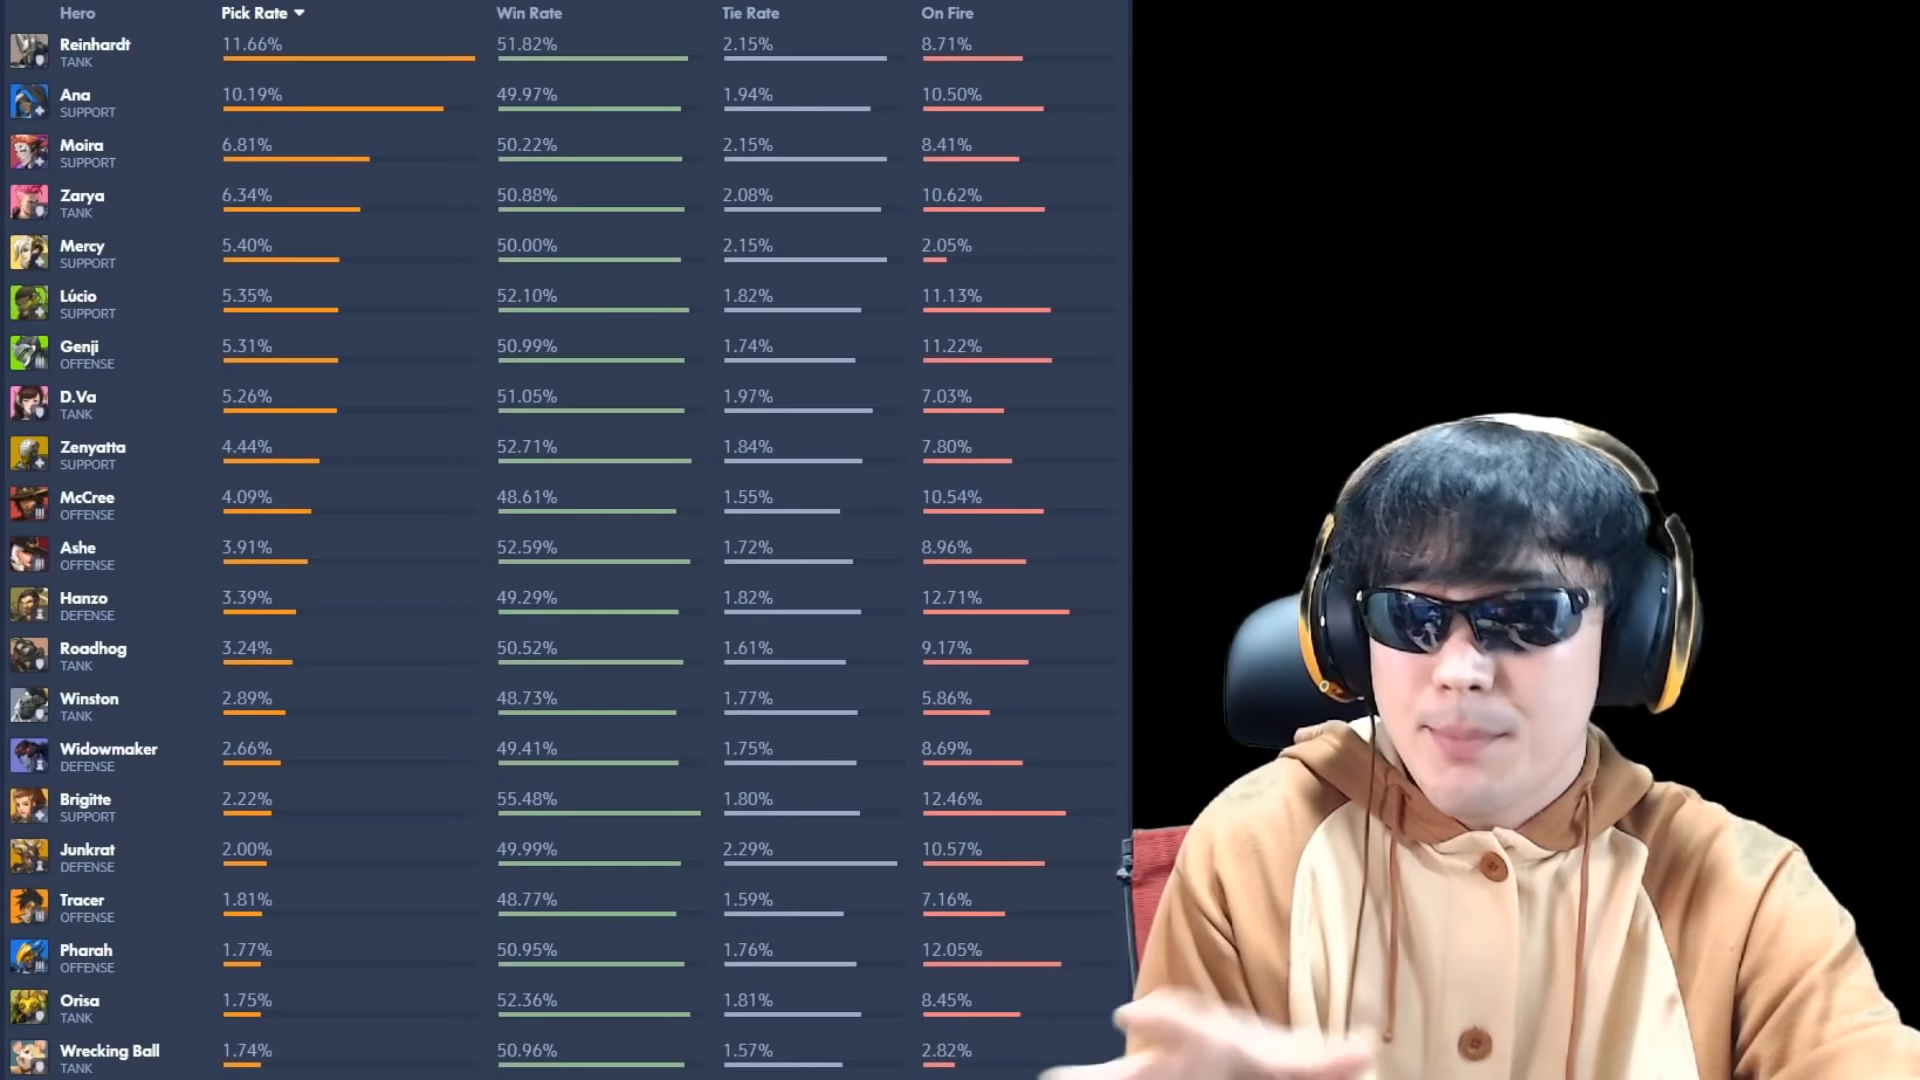 Hero Pick Rate Win Rate Tie Rate On Fire
Reinhardt 11.66% 51.82% 2.15% 8.71%
TANK
Ana 10.19% 49.97% 1.94% 10.50%
SUPPORT
Moira 6.81% 50.22% 2.15% 8.41%
SUPPORT
Zarya 6.34% 50.88% 2.08% 10.62%
TANK
Mercy 5.40% 50.00% 2.15% 2.05%
SUPPORT
Lúcio 5.35% 52.10% 1.82% 11.13%
SUPPORT
Genji 5.31% 50.99% 1.74% 11.22%
OFFENSE
D.Va 5.26% 51.05% 1.97% 7.03%
TANK
Zenyatta 4.44% 52.71% 1.84% 7.80%
SUPPORT
McCree 4.09% 48.61% 1.55% 10.54%
OFFENSE
Ashe 3.91% 52.59% 1.72% 8.96%
OFFENSE
Hanzo 3.39% 49.29% 1.82% 12.71%
DEFENSE
Roadhog 3.24% 50.52% 1.61% 9.17%
TANK
Winston 2.89% 48.73% 1.77% 5.86%
TANK
Widowmaker 2.66% 49.41% 1.75% 8.69%
DEFENSE
Brigitte 2.22% 55.48% 1.80% 12.46%
SUPPORT
Junkrat 2.00% 49.99% 2.29% 10.57%
DEFENSE
Tracer 1.81% 48.77% 1.59% 7.16%
OFFENSE
Pharah 1.77% 50.95% 1.76% 12.05%
OFFENSE
Orisa 1.75% 52.36% 1.81% 8.45%
TANK
Wrecking Ball 1.74% 50.96% 1.57% 2.82%
TANK